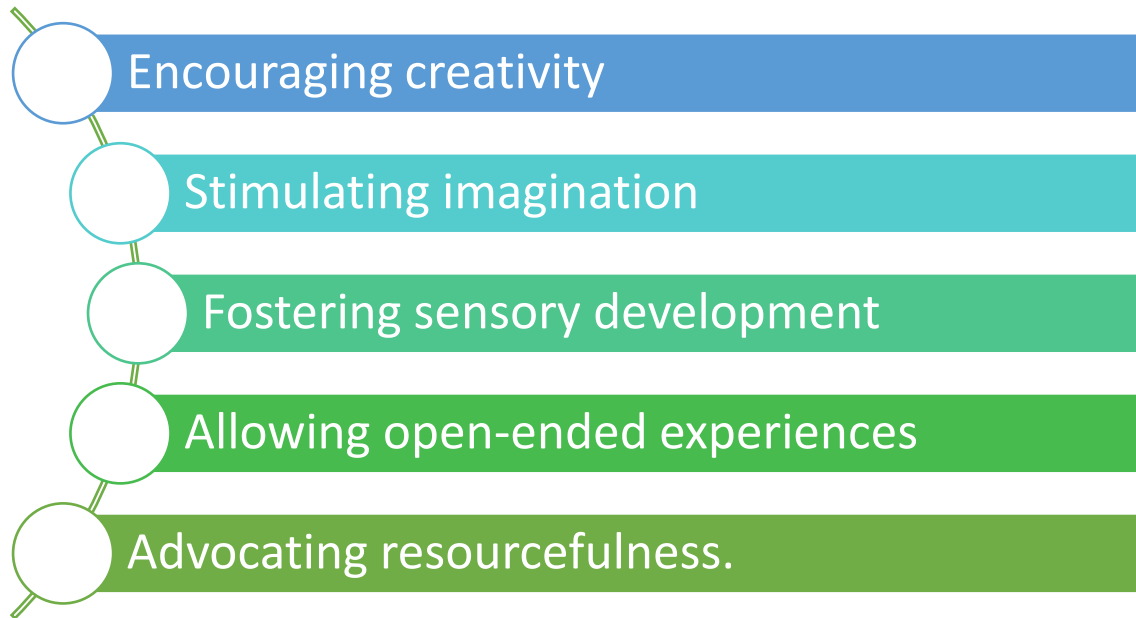 Encouraging creativity
Stimulating imagination
Fostering sensory development
Allowing open-ended experiences
Advocating resourcefulness.